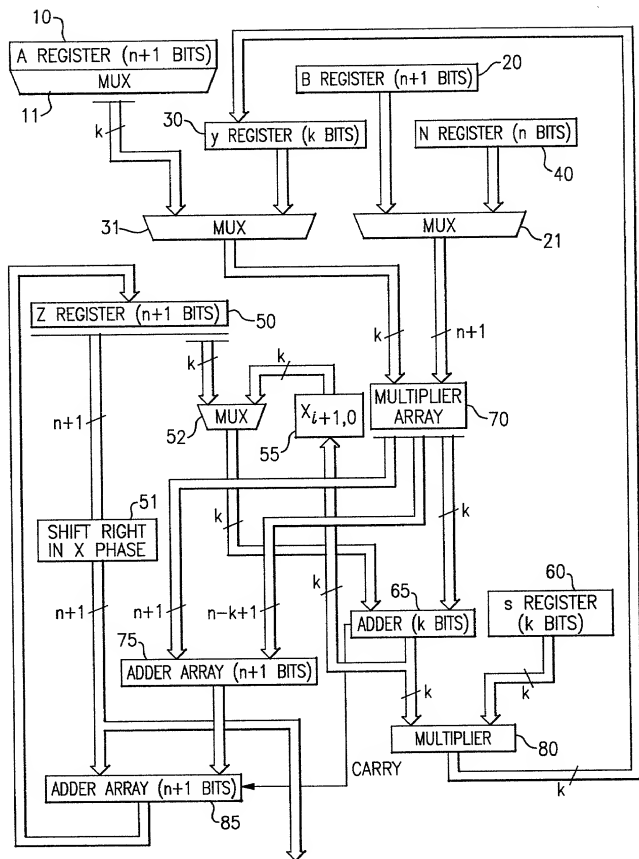 10
A REGISTER (n+1 BITS)
MUX
11
k
20
B REGISTER (n+1 BITS)
30
y REGISTER (k BITS)
N REGISTER (n BITS)
40
31
MUX
MUX
21
Z REGISTER (n+1 BITS)
50
k
n+1
k
k
n+1
MUX
52
X i+1,0
55
MULTIPLIER
ARRAY
70
51
SHIFT RIGHT
IN X PHASE
k
k
k
60
s REGISTER
(k BITS)
65
ADDER (k BITS)
n+1
n+1
n-k+1
75
ADDER ARRAY (n+1 BITS)
k
k
MULTIPLIER
80
CARRY
ADDER ARRAY (n+1 BITS)
85
k